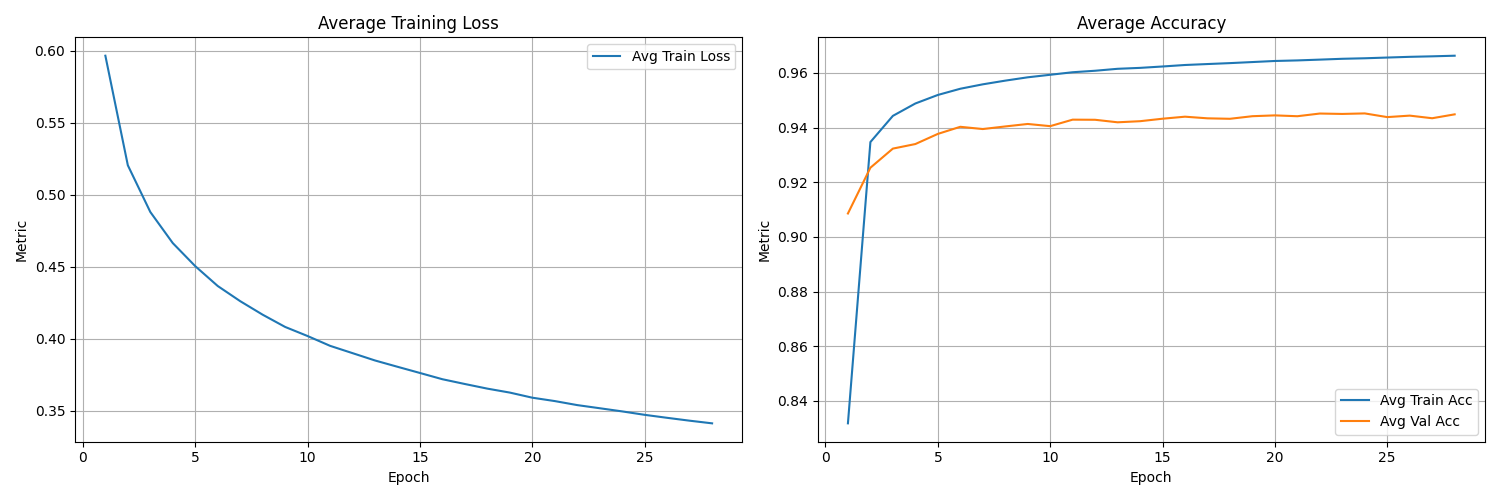 Average Training Loss
Avg Train Loss
0.60
0.55
0.50
0.45
0.40
0.35
Metric
0 5 10 15 20 25
Epoch
Average Accuracy
0.96
0.94
0.92
0.90
0.88
0.86
0.84
Metric
Avg Train Acc
Avg Val Acc
0 5 10 15 20 25
Epoch